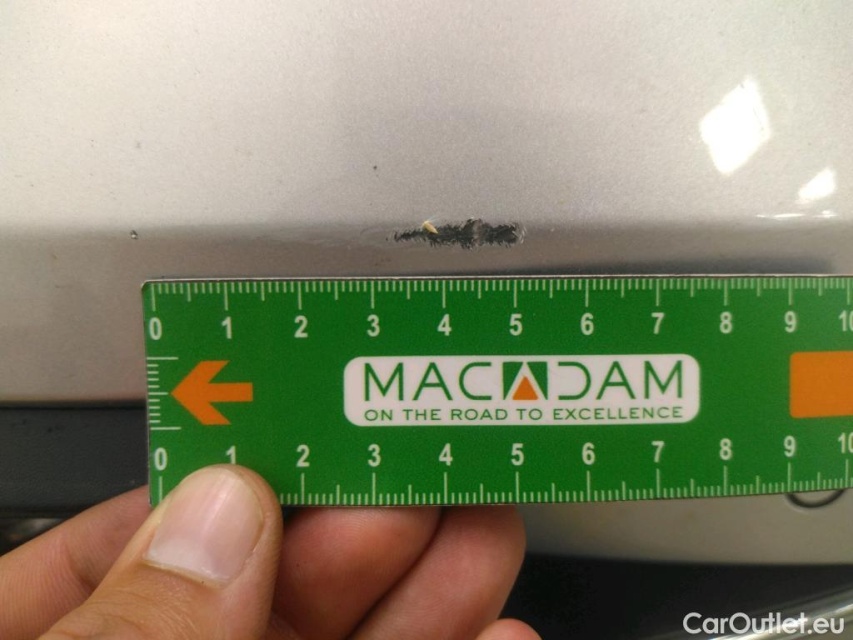 0 1 2 3 4 5 6 7 8 9 10
MACADAM
ON THE ROAD TO EXCELLENCE
0 1 2 3 4 5 6 7 8 9 10
CarOutlet.eu